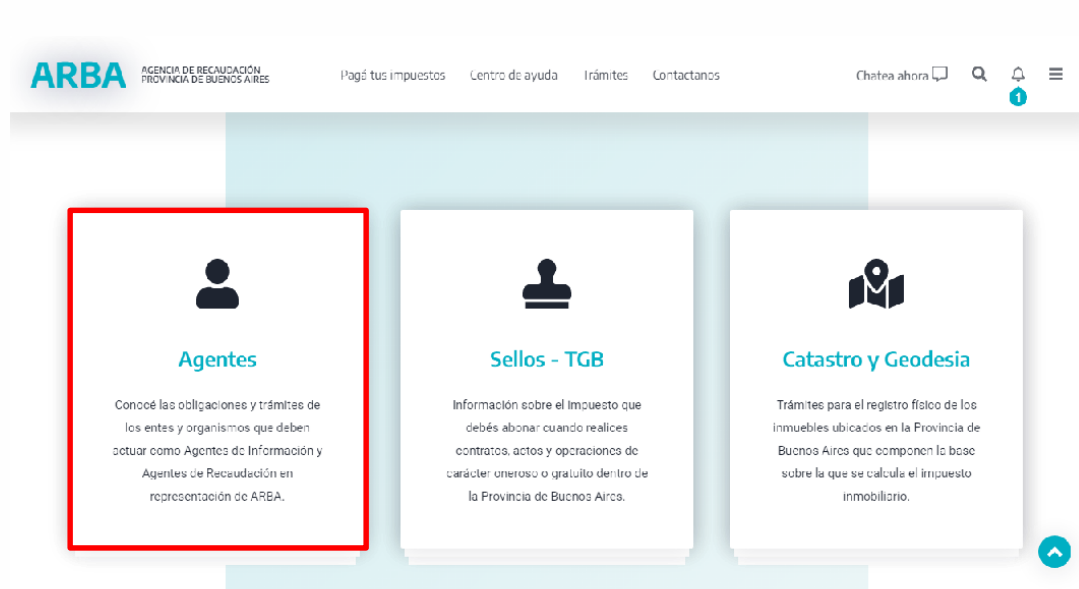 ARBA AGENCIA DE RECAUDACIÓN
PROVINCIA DE BUENOS AIRES
Pagá tus impuestos Centro de ayuda Trámites Contactanos Chatea ahora
1
Agentes
Conocé las obligaciones y trámites de
los entes y organismos que deben
actuar como Agentes de Información y
Agentes de Recaudación en
representación de ARBA.
Sellos - TGB
Información sobre el Impuesto que
debés abonar cuando realices
contratos, actos y operaciones de
carácter oneroso o gratuito dentro de
la Provincia de Buenos Aires.
Catastro y Geodesia
Trámites para el registro físico de los
inmuebles ubicados en la Provincia de
Buenos Aires que componen la base
sobre la que se calcula el impuesto
inmobiliario.